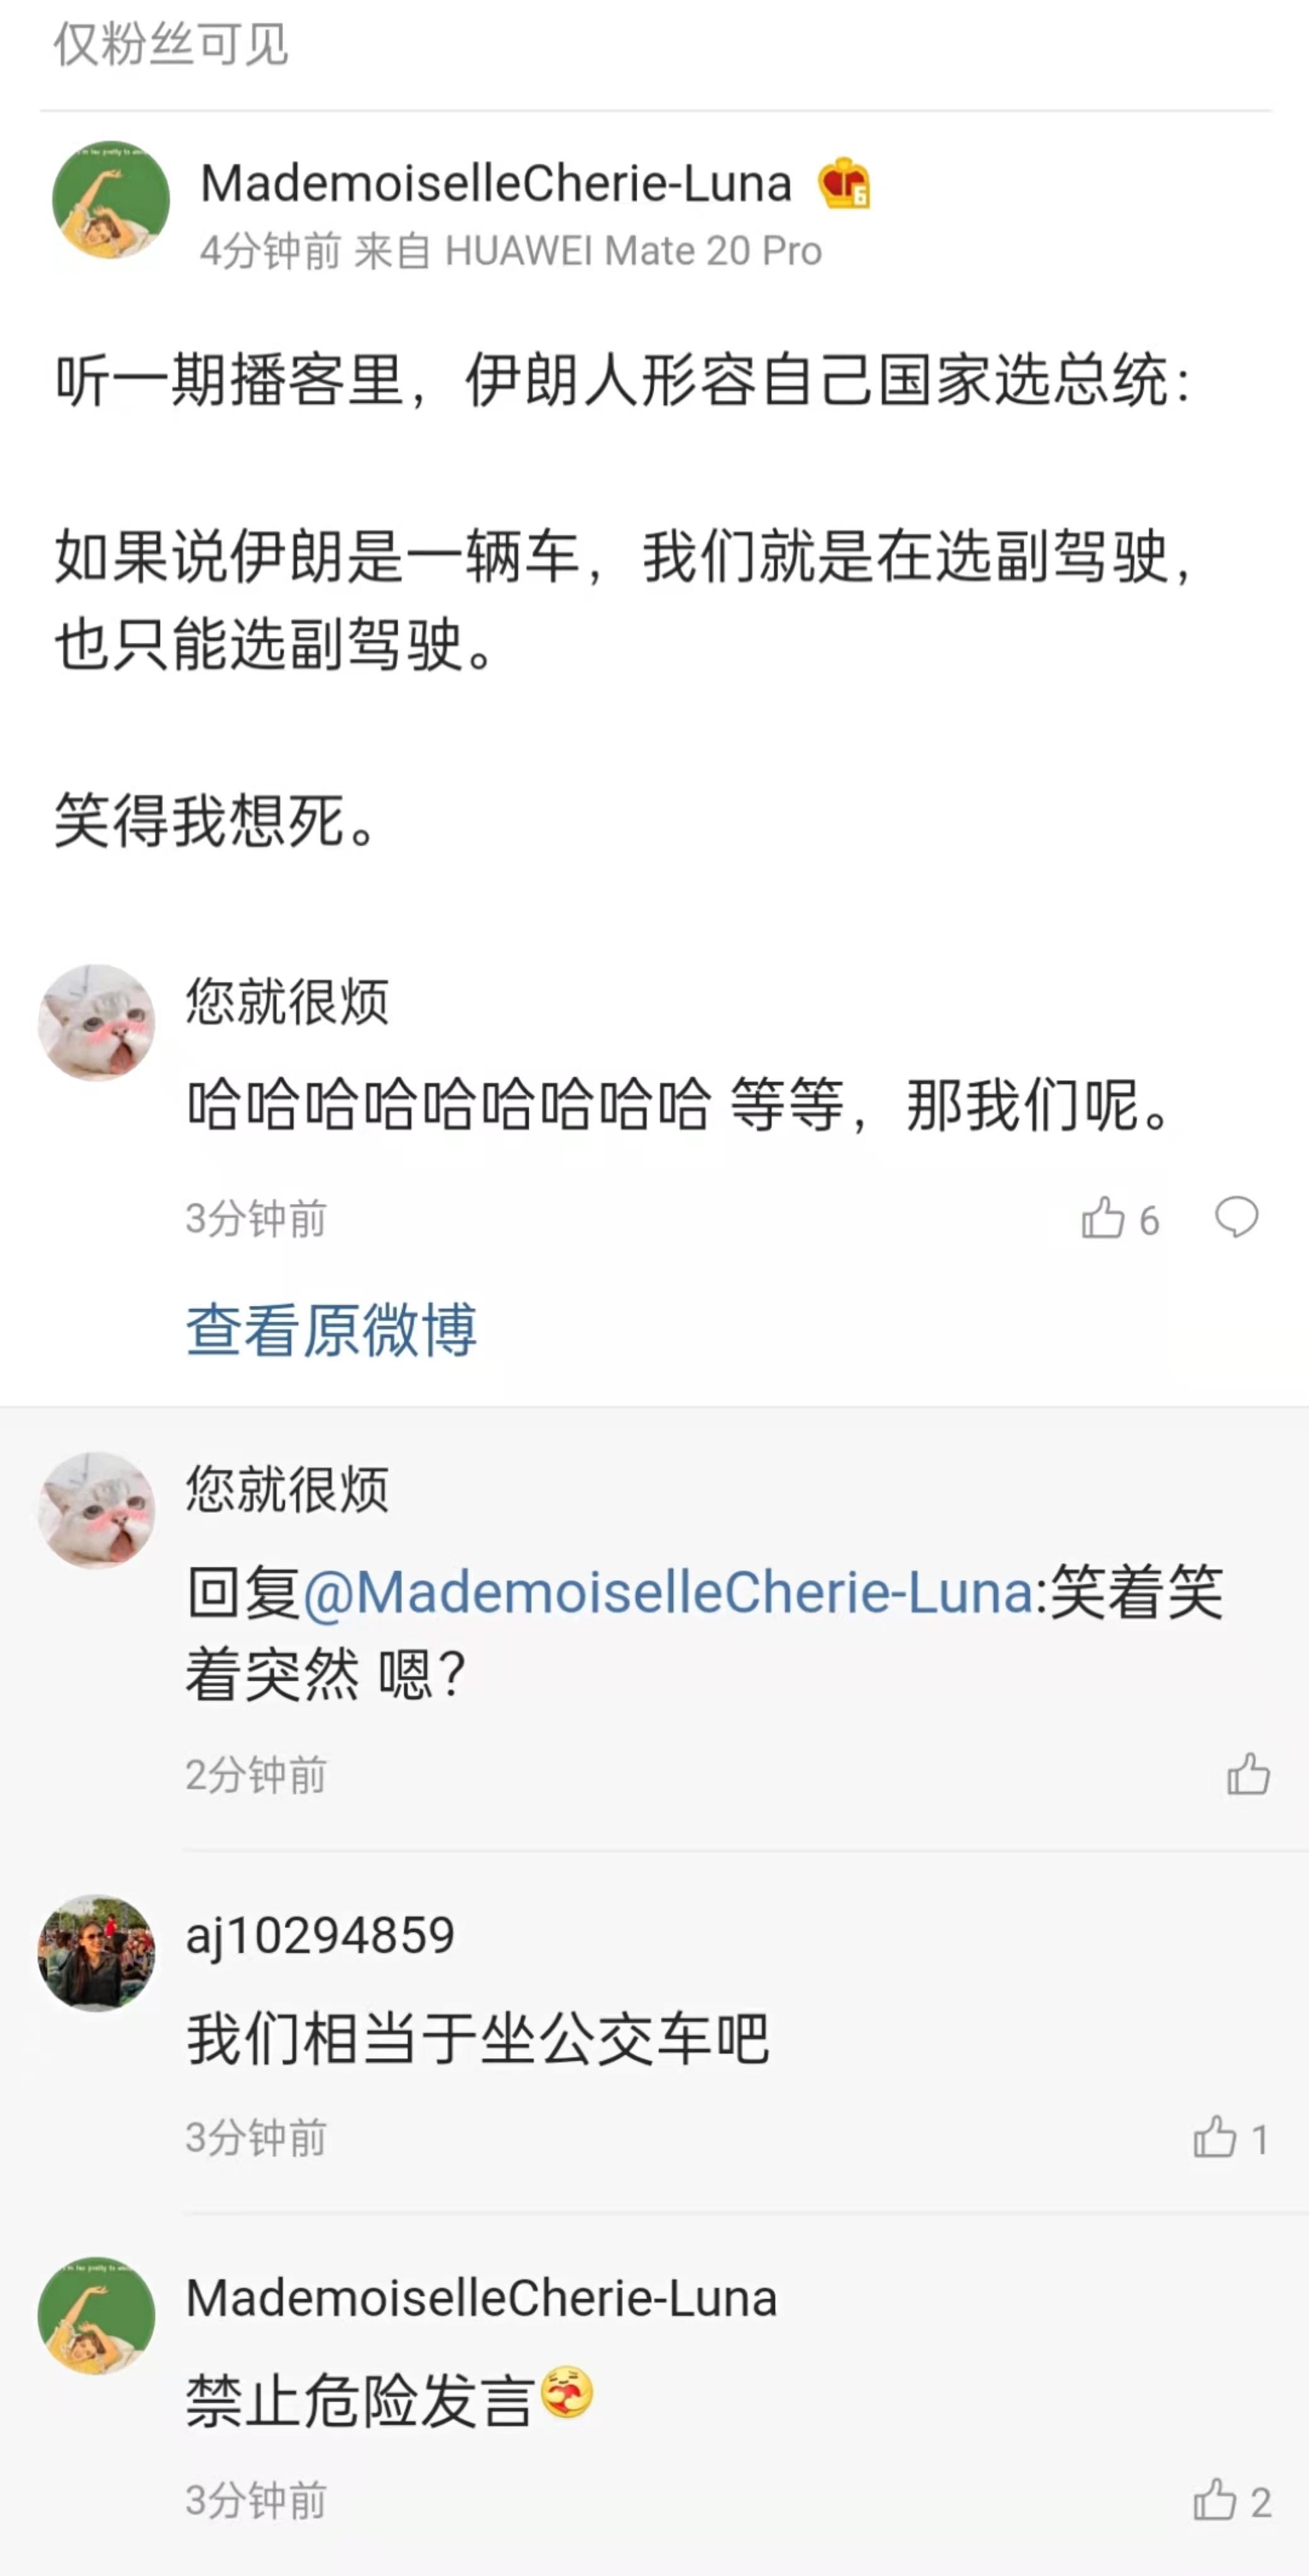 仅粉丝可见
MademoiselleCherie-Luna
6
4分钟前 来自 HUAWEI Mate 20 Pro
听一期播客里，伊朗人形容自己国家选总统：
如果说伊朗是一辆车，我们就是在选副驾驶，
也只能选副驾驶。
笑得我想死。
您就很烦
哈哈哈哈哈哈哈哈哈 等等，那我们呢。
3分钟前
6
查看原微博
您就很烦
回复@MademoiselleCherie-Luna:笑着笑
着突然 嗯？
2分钟前
aj10294859
我们相当于坐公交车吧
3分钟前
1
MademoiselleCherie-Luna
禁止危险发言
3分钟前
2